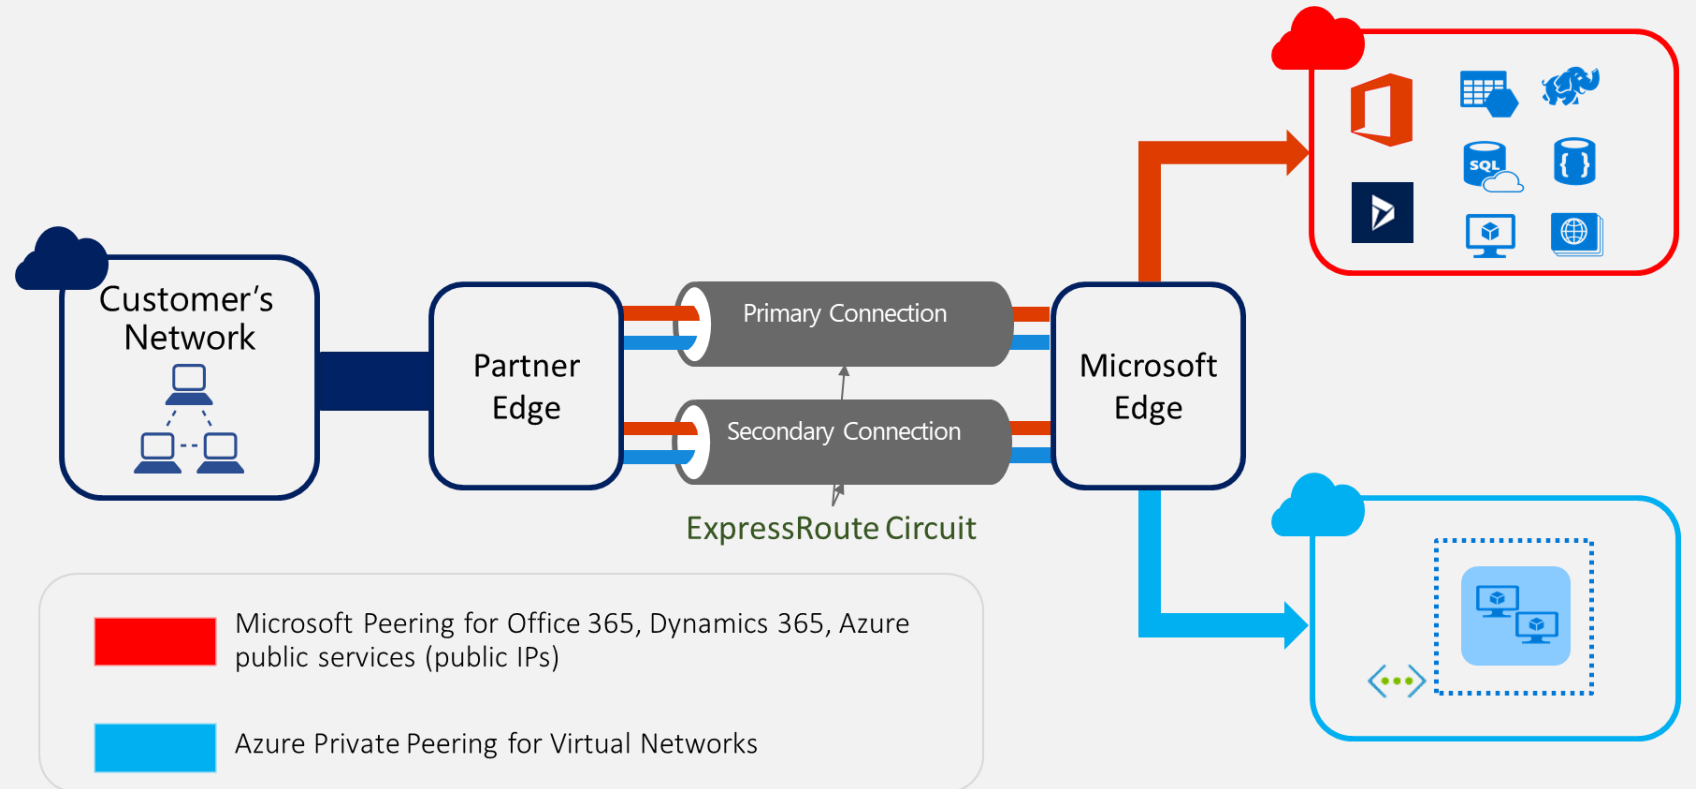 Customer's
Network
Partner
Edge
Primary Connection
Secondary Connection
ExpressRoute Circuit
Microsoft
Edge
SQL
Microsoft Peering for Office 365, Dynamics 365, Azure
public services (public IPs)
Azure Private Peering for Virtual Networks